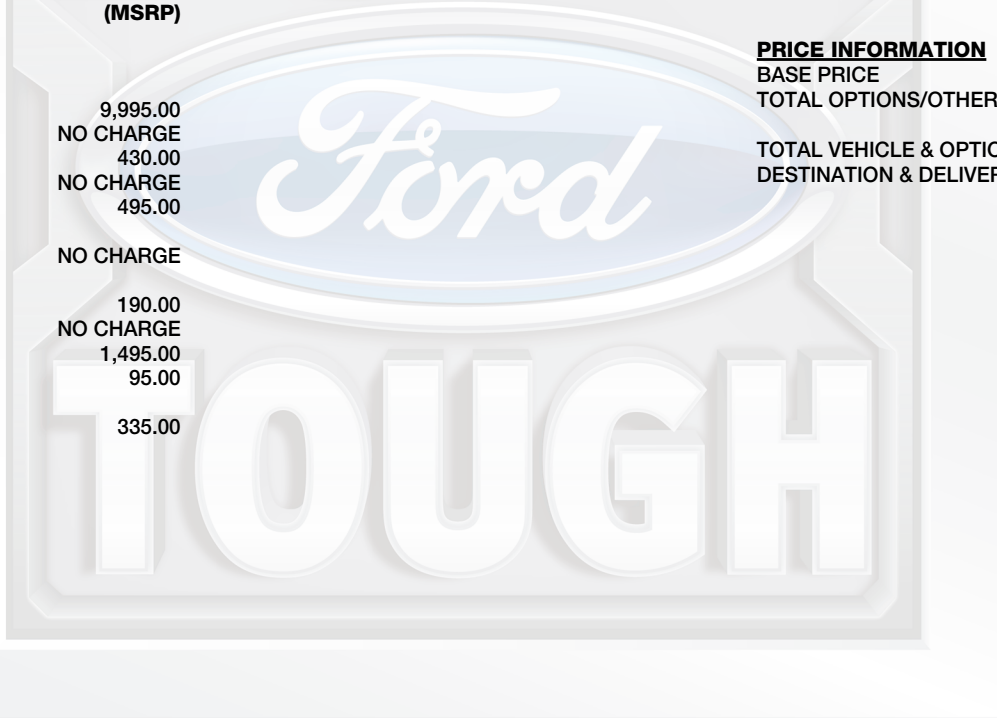 (MSRP)
9,995.00
NO CHARGE
430.00
NO CHARGE
495.00
NO CHARGE
190.00
NO CHARGE
1,495.00
95.00
335.00
PRICE INFORMATION
BASE PRICE
TOTAL OPTIONS/OTHER
TOTAL VEHICLE & OPTIO
DESTINATION & DELIVER
Ford
TOUGH